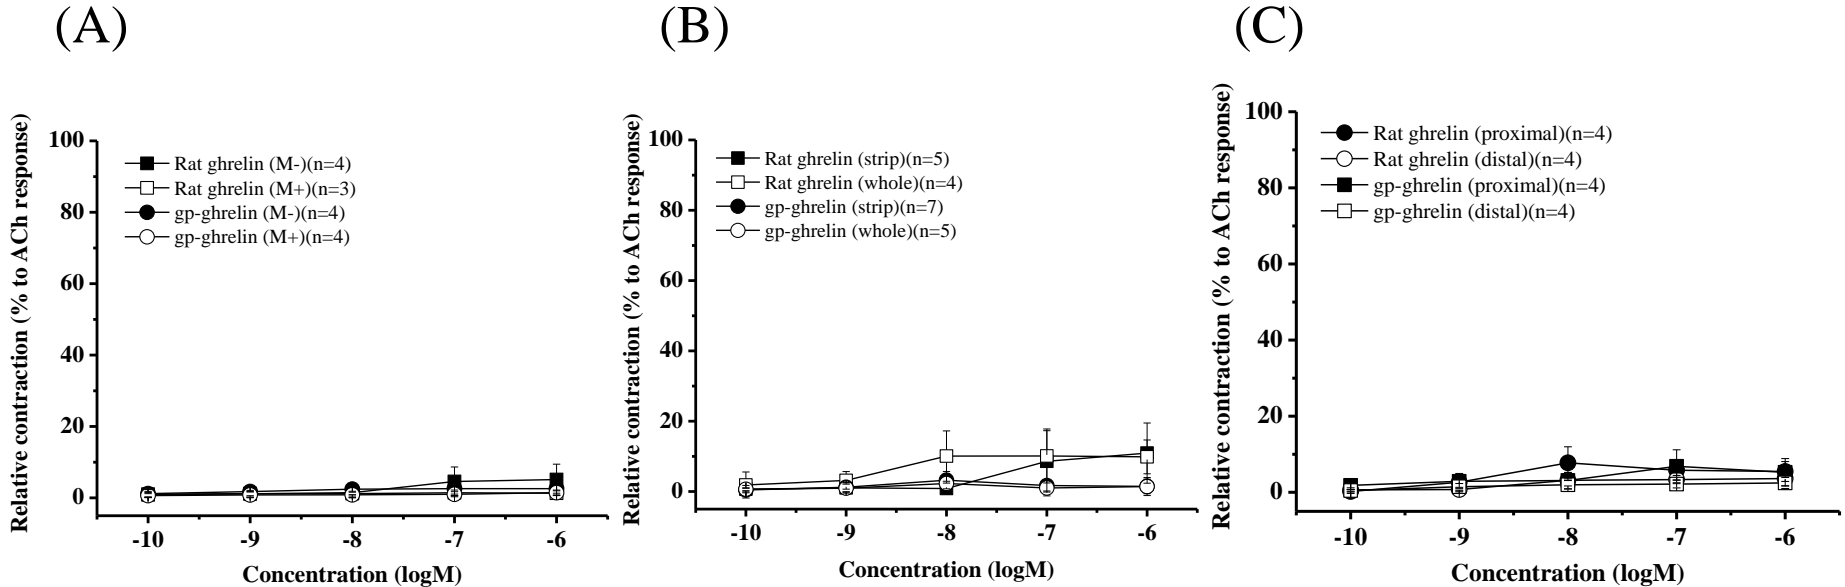 (A)
Relative contraction (% to ACh response)
100
80
60
40
20
0
Rat ghrelin (M-)(n=4)
Rat ghrelin (M+)(n=3)
gp-ghrelin (M-)(n=4)
gp-ghrelin (M+)(n=4)
-10 -9 -8 -7 -6
Concentration (logM)
(B)
Relative contraction (% to ACh response)
100
80
60
40
20
0
Rat ghrelin (strip)(n=5)
Rat ghrelin (whole)(n=4)
gp-ghrelin (strip)(n=7)
gp-ghrelin (whole)(n=5)
-10 -9 -8 -7 -6
Concentration (logM)
(C)
Relative contraction (% to ACh response)
100
80
60
40
20
0
Rat ghrelin (proximal)(n=4)
Rat ghrelin (distal)(n=4)
gp-ghrelin (proximal)(n=4)
gp-ghrelin (distal)(n=4)
-10 -9 -8 -7 -6
Concentration (logM)